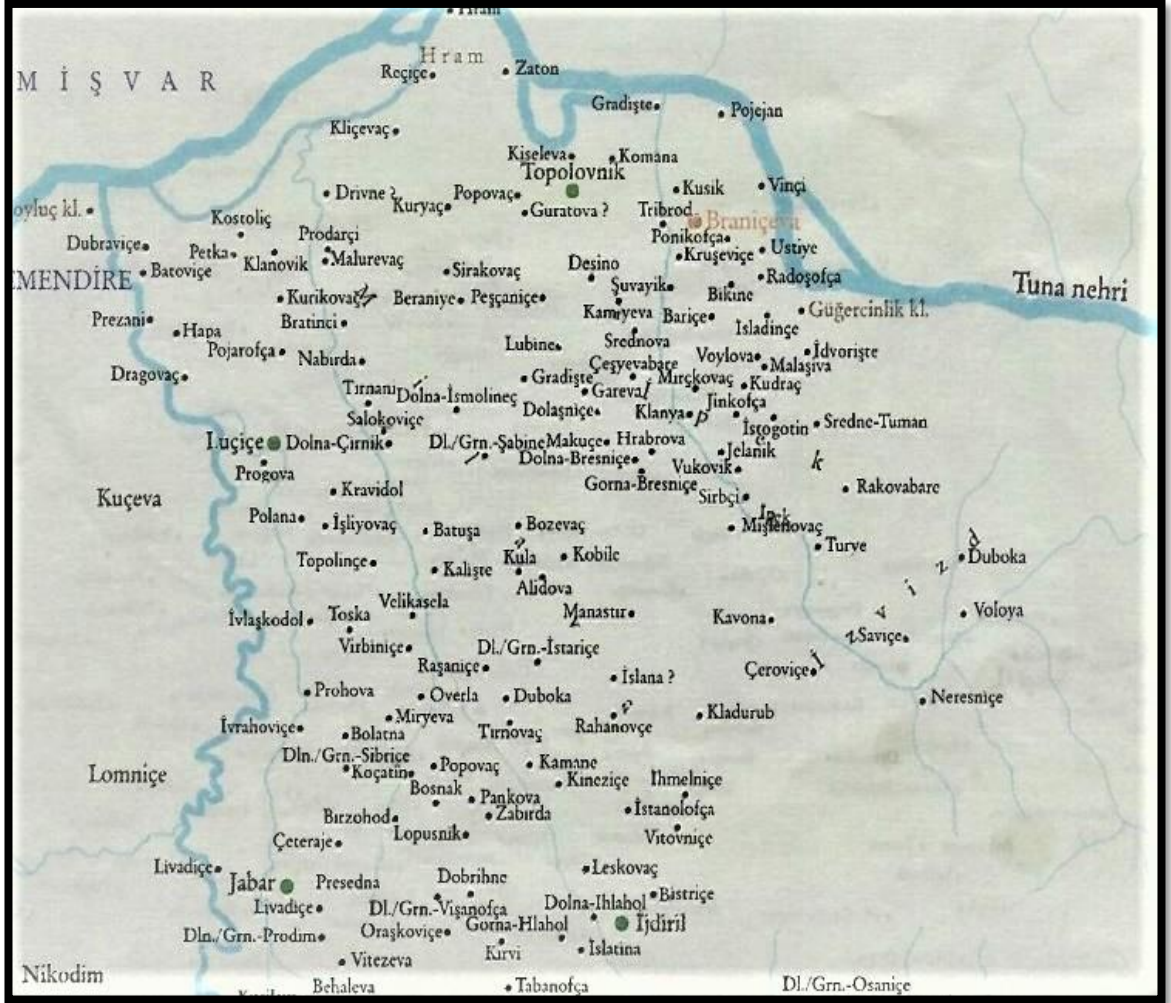 Hram
Hram
MİŞVAR
Reçiçe
Zaton
Gradişte
Pojejan
Kliçevaç
Kiseleva
Komana
Topolovnik
Drivne ?
Popovaç
Kusik
Vinçi
Kuryaç
Guratova ?
Tribrod
oyluç kl.
Kostoliç
Braniçeva
Dubraviçe
Prodarçi
Ponikofça
Petka
Klanovik
Malurevaç
Kruşeviçe
Ustiye
EMENDİRE
Batoviçe
Sirakovaç
Desino
Radoşofça
Tuna nehri
Şuvayik
Bikine
Kurikovaç
Beraniye
Peşçaniçe
Kamiyeva
Bariçe
Güğercinlik kl.
Prezani
Bratinci
İsladinçe
Hapa
Srednova
Pojarofça
Nabırda
Lubine
Voylova
İdvorişte
Çeşyevabare
Malaşiva
Dragovaç
Gradişte
Mirçkovaç
Kudraç
Tırnanı
Dolna-İsmolineç
Gareva
Jinkofça
Salokoviçe
Dolaşniçe
Klanya
İstogotin
Sredne-Tuman
Luçiçe
Dolna-Çirnik
Dl./Grn.-Şabine
Makuçe
Hrabrova
Jelanik
Dolna-Bresniçe
Vukovik
Progova
Gorna-Bresniçe
Kravidol
Sirbçi
Rakovabare
Kuçeva
İpek
Polana
İşliyovaç
Batuşa
Bozevaç
Mişlenovaç
Turve
Topolinçe
Kula
Kobile
Duboka
Kalişte
Alidova
Velikasela
İvlaşkodol
Toska
Manastır
Kavona
Voloya
Virbiniçe
Dl./Grn.-İstariçe
Saviçe
İzvizd
Raşaniçe
İslana ?
Çeroviçe
Prohova
Overla
Duboka
Neresniçe
Miryeva
Kladurub
İvrahoviçe
Bolatna
Tırnovaç
Rahanovçe
Dln./Grn.-Sibriçe
Lomniçe
Koçatin
Popovaç
Kamane
Kineziçe
Ihmelniçe
Bosnak
Pankova
Birzohod
Zabırda
İstanolofça
Çeteraje
Lopusnik
Vitovniçe
Livadiçe
Leskovaç
Jabar
Presedna
Dobrihne
Bistriçe
Livadiçe
Dl./Grn.-Vişanofça
Dolna-Ihlahol
Dln./Grn.-Prodim
Oraşkoviçe
Gorna-Hlahol
İjdiril
Kırvi
İslatina
Nikodim
Vitezeva
Behaleva
Tabanofça
Dl./Grn.-Osaniçe